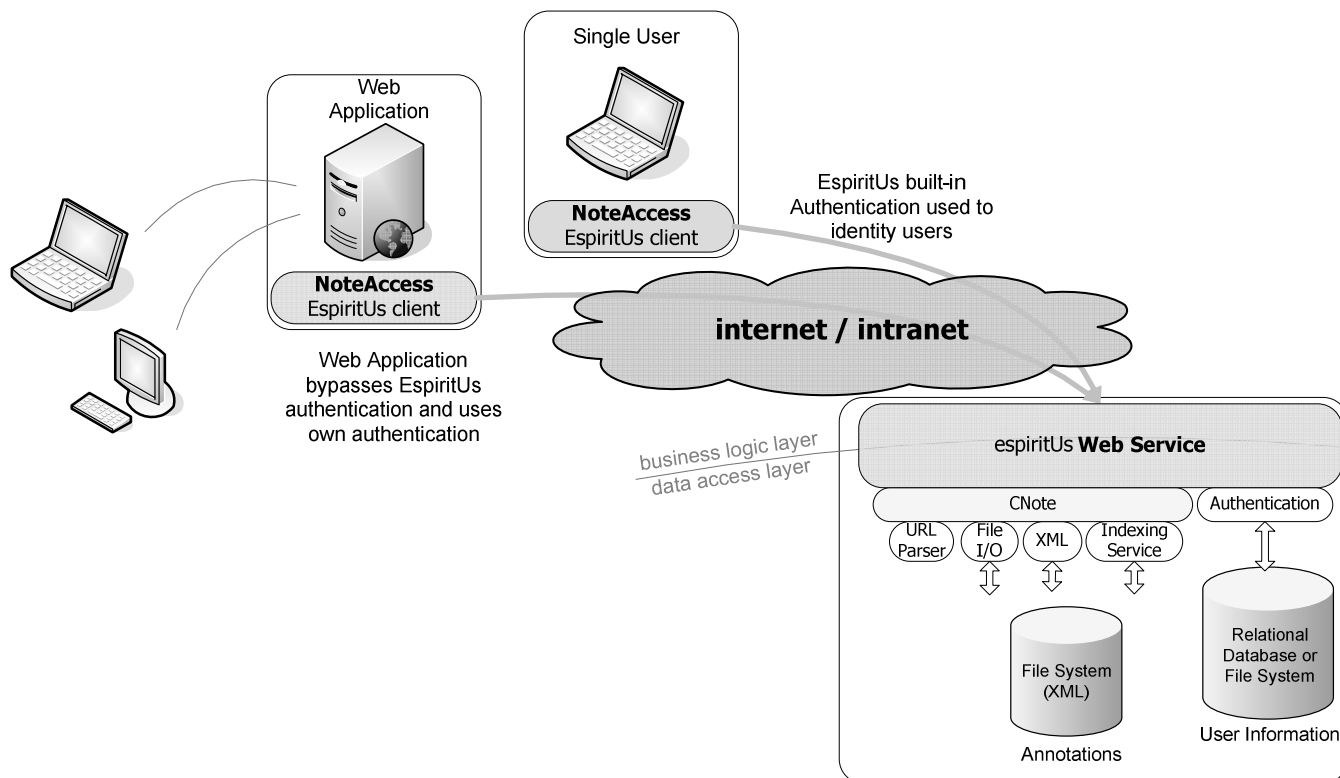 Single User
NoteAccess
EspiritUs client
Web
Application
NoteAccess
EspiritUs client
Web Application
bypasses EspiritUs
authentication and uses
own authentication
EspiritUs built-in
Authentication used to
identity users
internet / intranet
business logic layer
data access layer
espiritUs Web Service
CNote
Authentication
URL
Parser
File
I/O
XML
Indexing
Service
File System
(XML)
Annotations
Relational
Database or
File System
User Information